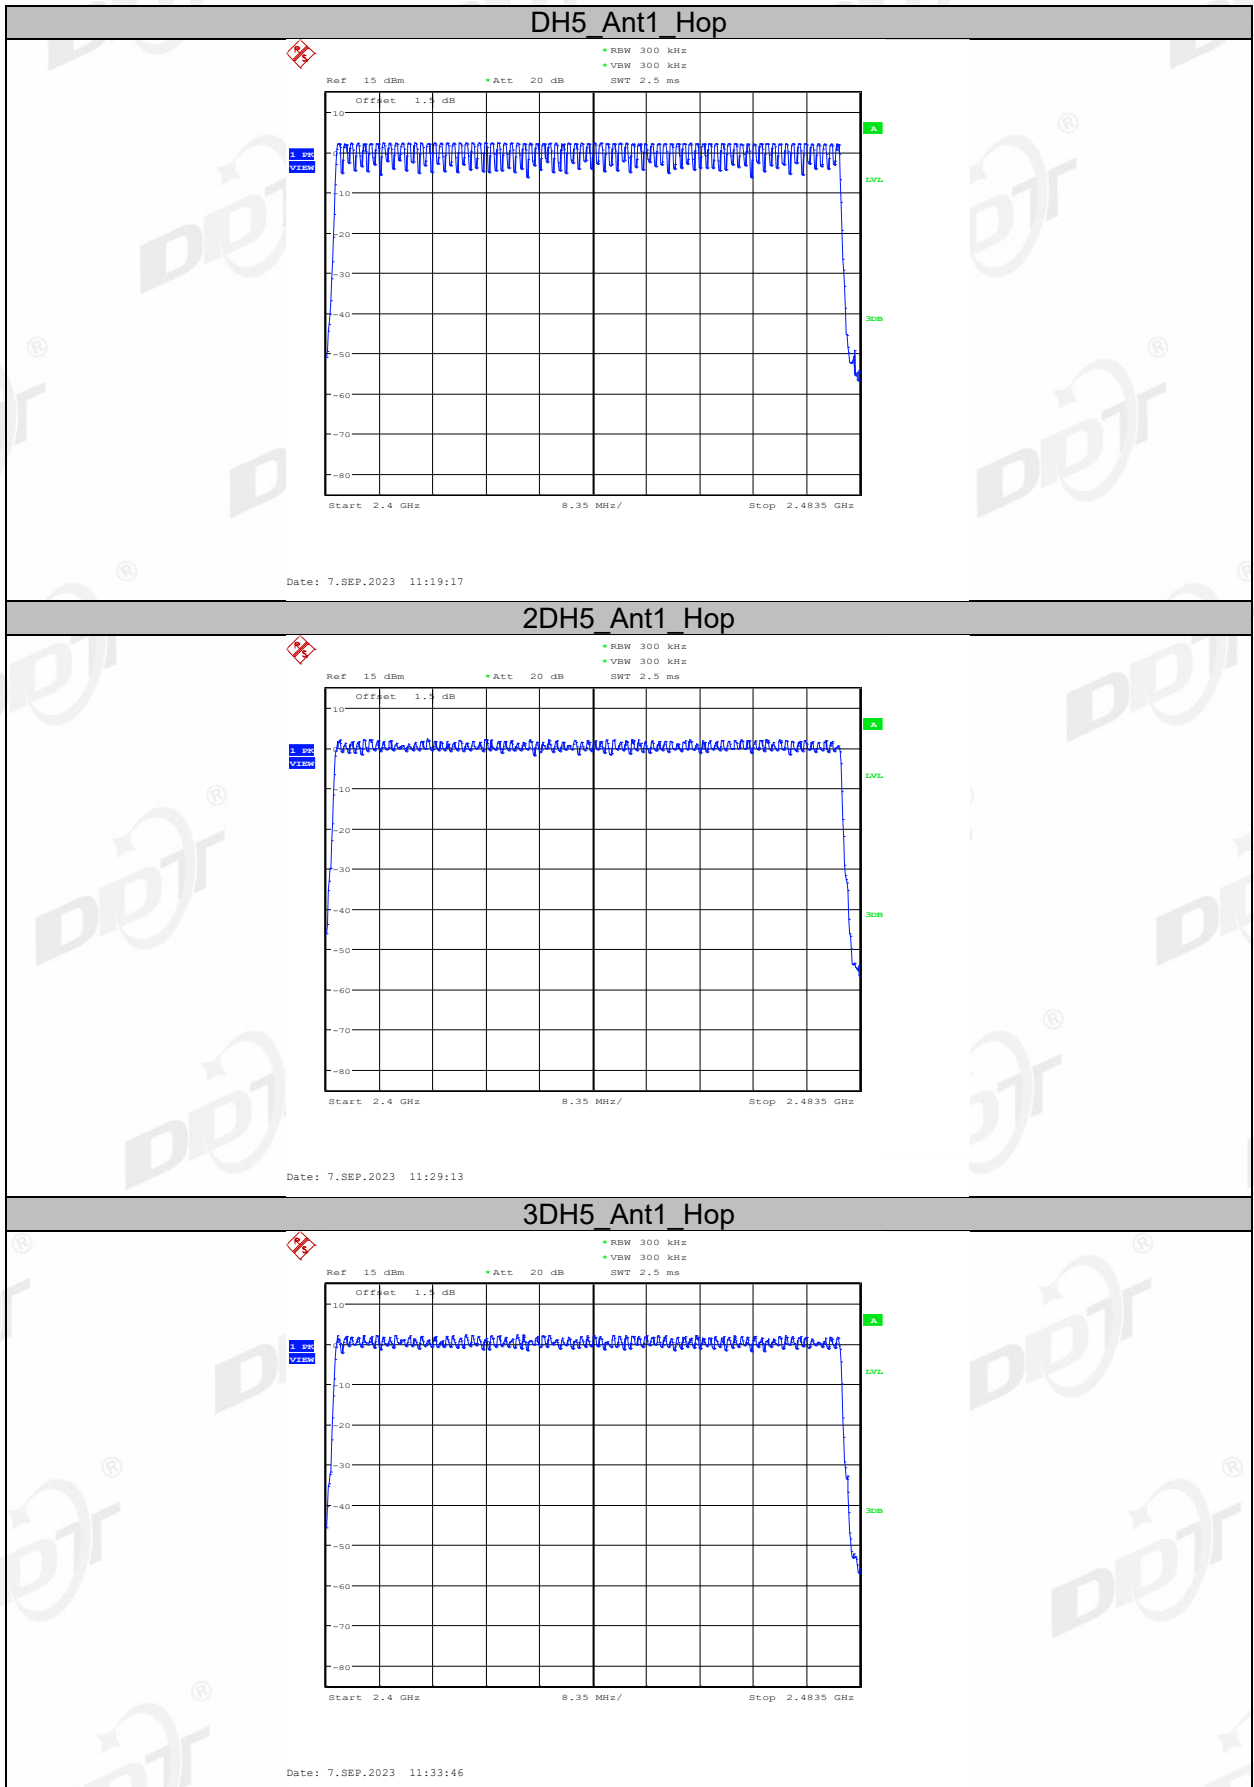 DH5_Ant1_Hop
R S
*RBW 300 kHz
*VBW 300 kHz
Ref 15 dBm *Att 20 dB SWT 2.5 ms
Offset 1.5 dB
10
A
1 PK
VIEW
0
LVL
-10
-20
-30
-40
3DB
-50
-60
-70
-80
Start 2.4 GHz 8.35 MHz/ Stop 2.4835 GHz
Date: 7.SEP.2023 11:19:17
2DH5_Ant1_Hop
R S
*RBW 300 kHz
*VBW 300 kHz
Ref 15 dBm *Att 20 dB SWT 2.5 ms
Offset 1.5 dB
10
A
1 PK
VIEW
0
LVL
-10
-20
-30
-40
3DB
-50
-60
-70
-80
Start 2.4 GHz 8.35 MHz/ Stop 2.4835 GHz
Date: 7.SEP.2023 11:29:13
3DH5_Ant1_Hop
R S
*RBW 300 kHz
*VBW 300 kHz
Ref 15 dBm *Att 20 dB SWT 2.5 ms
Offset 1.5 dB
10
A
1 PK
VIEW
0
LVL
-10
-20
-30
-40
3DB
-50
-60
-70
-80
Start 2.4 GHz 8.35 MHz/ Stop 2.4835 GHz
Date: 7.SEP.2023 11:33:46
DDT ®